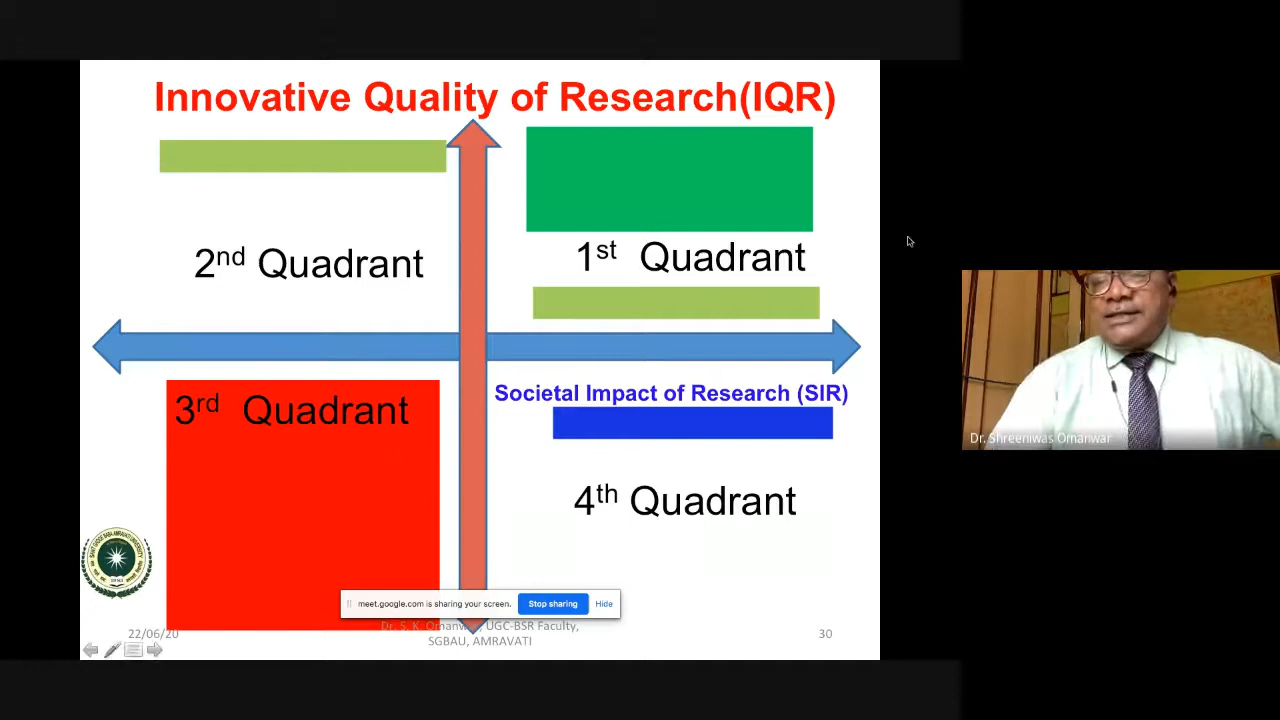 Innovative Quality of Research(IQR)
2nd Quadrant
1st Quadrant
Societal Impact of Research (SIR)
3rd Quadrant
4th Quadrant
Dr. Shreeniwas Omanwar
meet.google.com is sharing your screen. Stop sharing Hide
22/06/20
Dr. S. K. Omanwar, UGC-BSR Faculty,
SGBAU, AMRAVATI
30